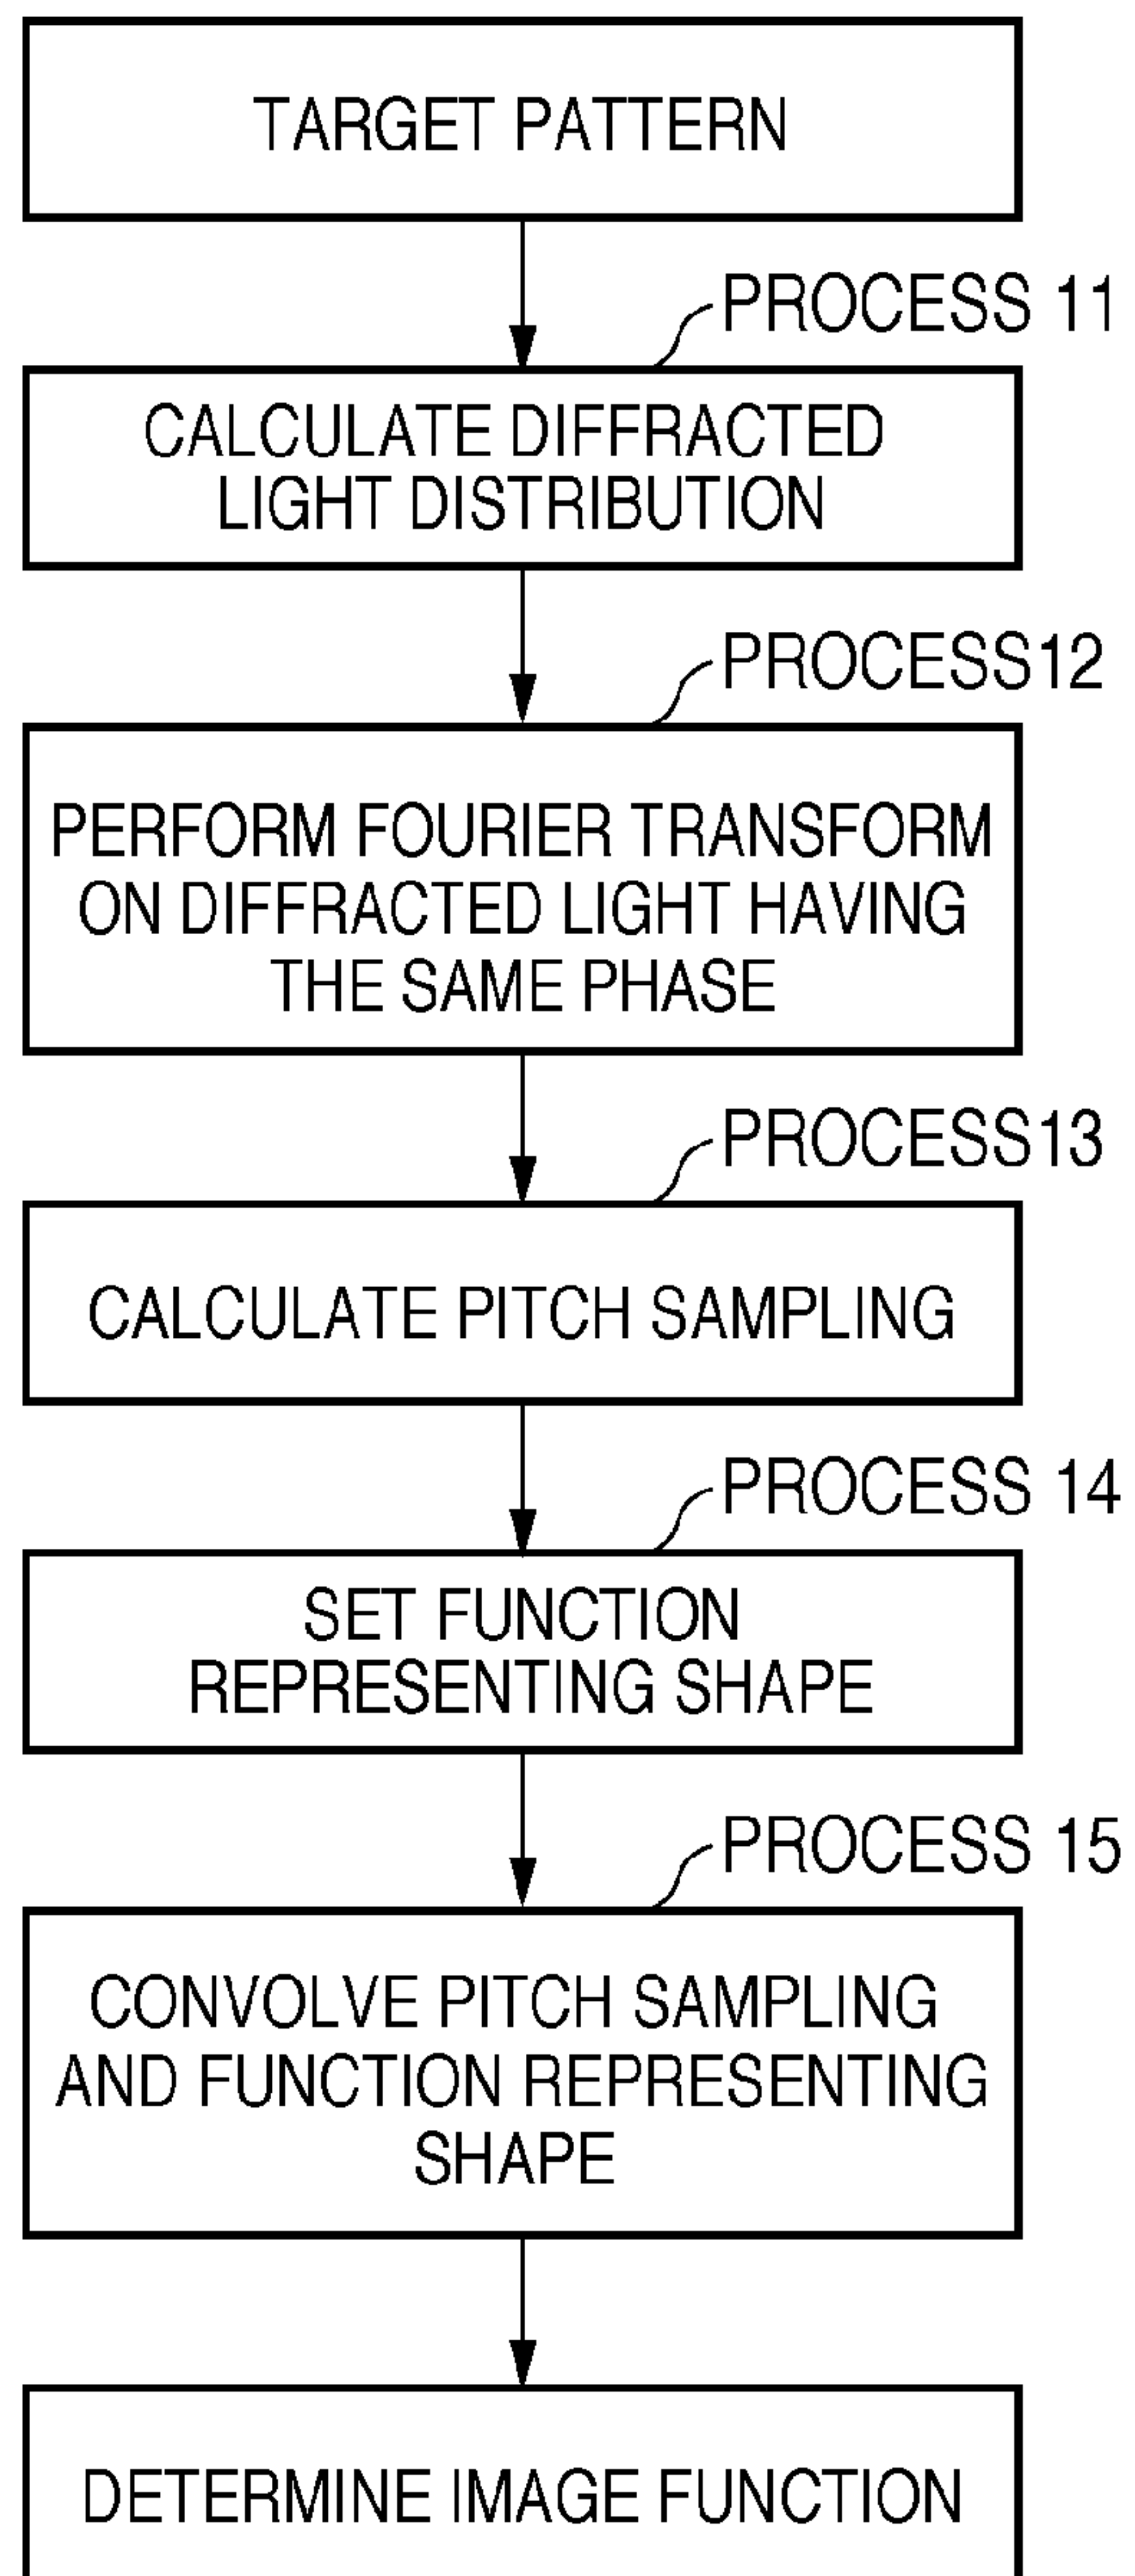 TARGET PATTERN
PROCESS 11
CALCULATE DIFFRACTED
LIGHT DISTRIBUTION
PROCESS12
PERFORM FOURIER TRANSFORM
ON DIFFRACTED LIGHT HAVING
THE SAME PHASE
PROCESS13
CALCULATE PITCH SAMPLING
PROCESS 14
SET FUNCTION
REPRESENTING SHAPE
PROCESS 15
CONVOLVE PITCH SAMPLING
AND FUNCTION REPRESENTING
SHAPE
DETERMINE IMAGE FUNCTION